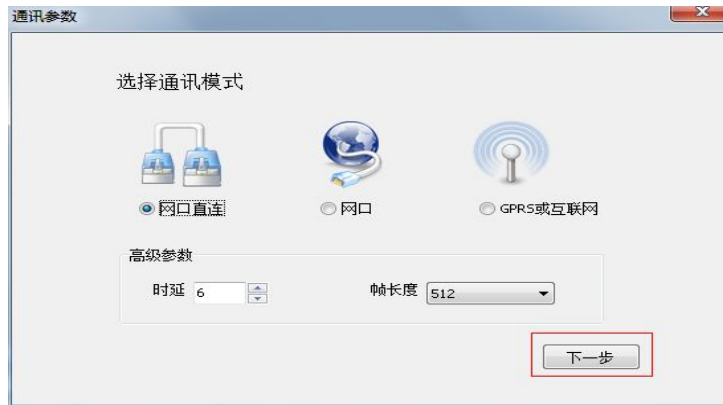 通讯参数
选择通讯模式
网口直连 网口 GPRS或互联网
高级参数
时延 6 帧长度 512
下一步